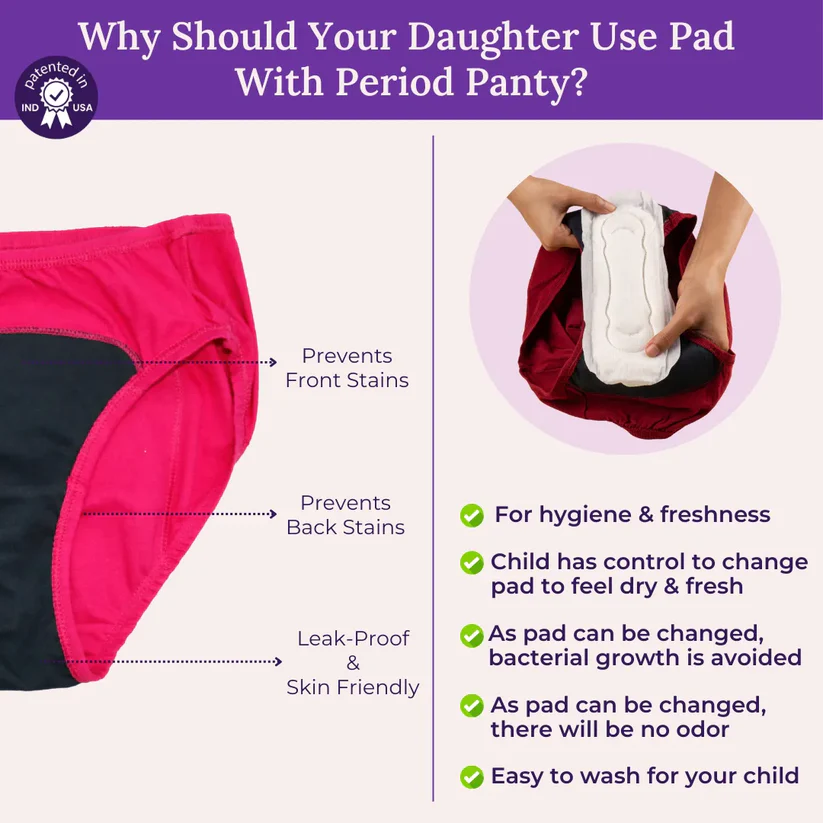 Why Should Your Daughter Use Pad
With Period Panty?
patented in
IND USA
Prevents
Front Stains
Prevents
Back Stains
Leak-Proof
&
Skin Friendly
For hygiene & freshness
Child has control to change
pad to feel dry & fresh
As pad can be changed,
bacterial growth is avoided
As pad can be changed,
there will be no odor
Easy to wash for your child